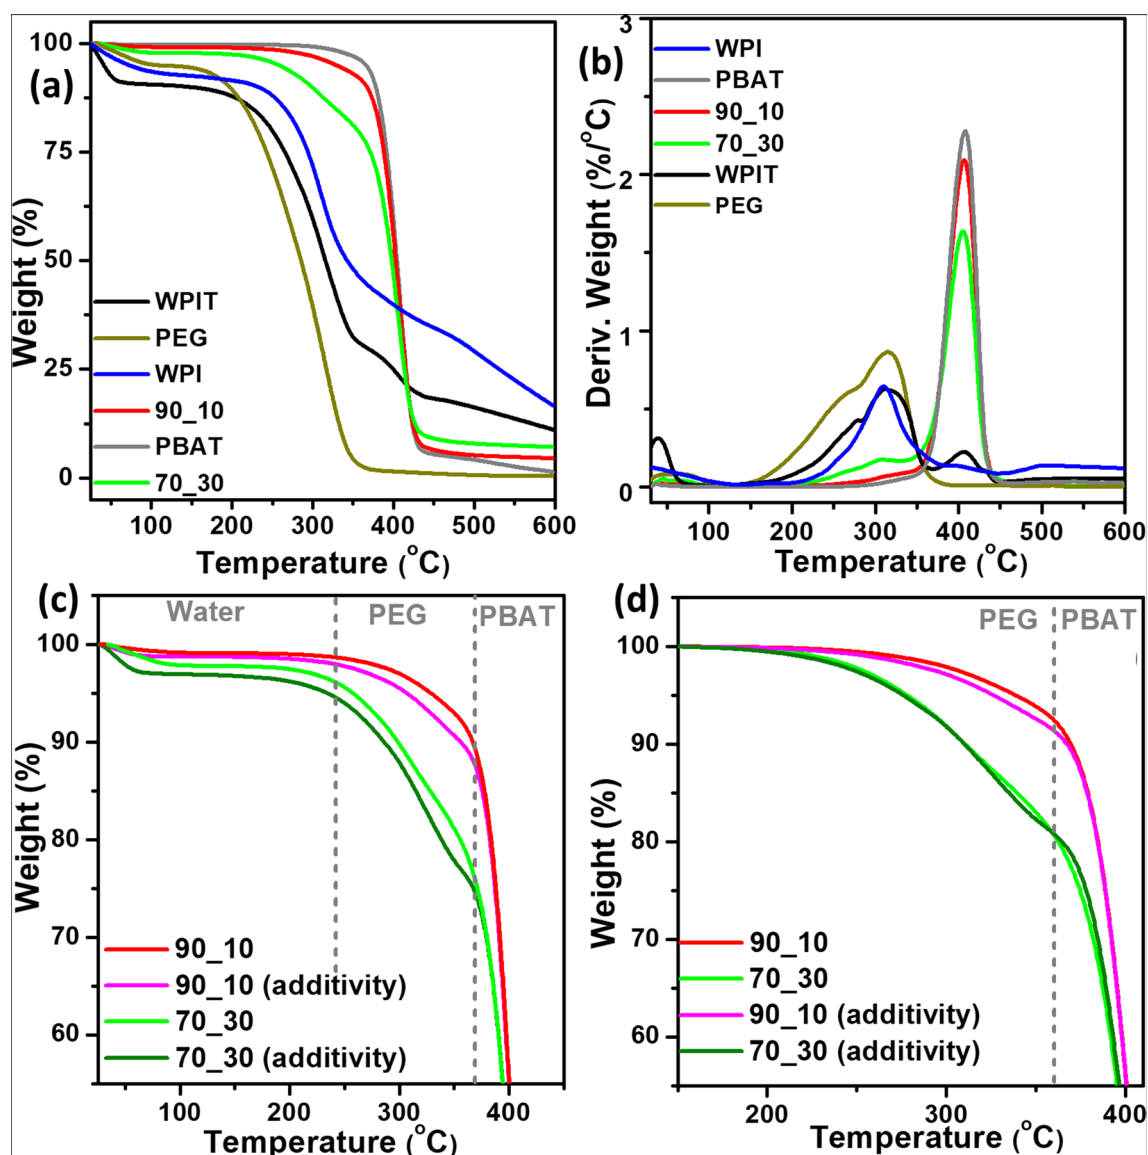 (a)
100
75
50
25
0
Weight (%)
WPIT
PEG
WPI
90_10
PBAT
70_30
100 200 300 400 500 600
Temperature (°C)
(b)
3
2
1
0
Deriv. Weight (%/°C)
WPI
PBAT
90_10
70_30
WPIT
PEG
100 200 300 400 500 600
Temperature (°C)
(c)
Water PEG PBAT
100
90
80
70
60
Weight (%)
90_10
90_10 (additivity)
70_30
70_30 (additivity)
100 200 300 400
Temperature (°C)
(d)
PEG PBAT
100
90
80
70
60
Weight (%)
90_10
70_30
90_10 (additivity)
70_30 (additivity)
200 300 400
Temperature (°C)